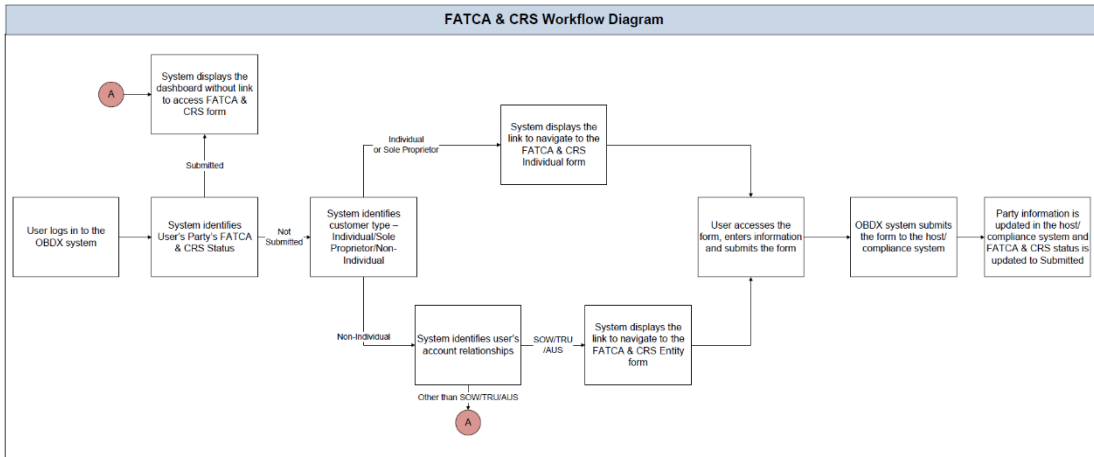 FATCA & CRS Workflow Diagram
System displays the
dashboard without link
to access FATCA &
CRS form
A
Submitted
Individual
or Sole Proprietor
System displays the
link to navigate to the
FATCA & CRS
Individual form
User logs in to the
OBDX system
System identifies
User's Party's FATCA
& CRS Status
Not
Submitted
System identifies
customer type –
Individual/Sole
Proprietor/Non-
Individual
User accesses the
form, enters information
and submits the form
OBDX system submits
the form to the host/
compliance system
Party information is
updated in the host/
compliance system and
FATCA & CRS status is
updated to Submitted
Non-Individual
System identifies user's
account relationships
SOW/TRU
/AUS
System displays the
link to navigate to the
FATCA & CRS Entity
form
Other than SOW/TRU/AUS
A